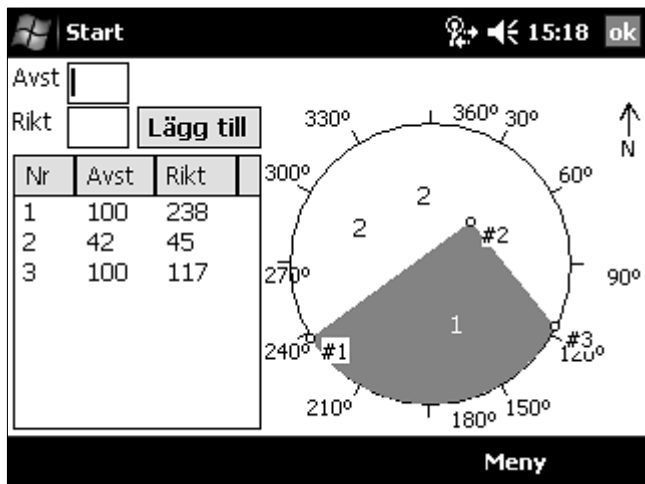 Start 15:18 ok
Avst
Rikt Lägg till
Nr Avst Rikt
1 100 238
2 42 45
3 100 117
330º 360º 30º
N
300º 60º
2 2
#2
270º 90º
1
240º #1 #3
120º
210º 180º 150º
Meny